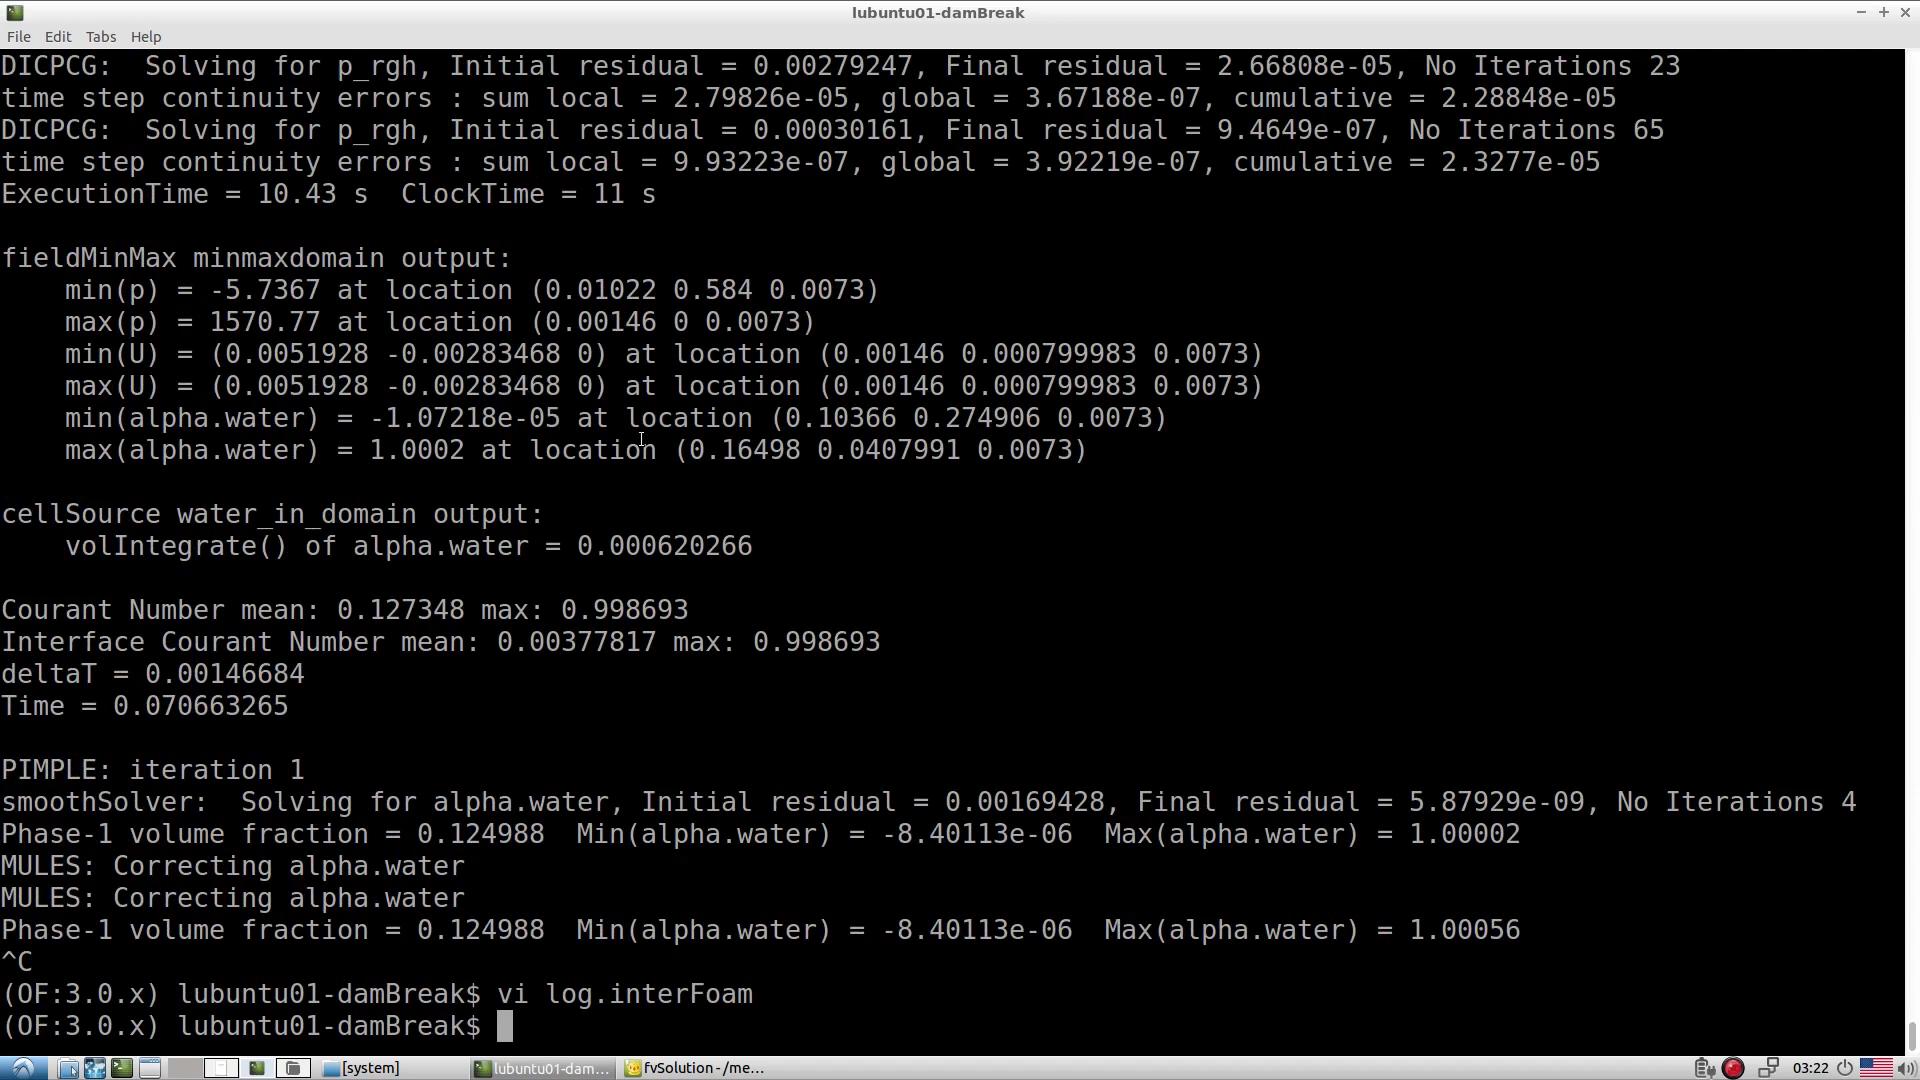 lubuntu01-damBreak
File Edit Tabs Help
DICPCG:  Solving for p_rgh, Initial residual = 0.00279247, Final residual = 2.66808e-05, No Iterations 23
time step continuity errors : sum local = 2.79826e-05, global = 3.67188e-07, cumulative = 2.28848e-05
DICPCG:  Solving for p_rgh, Initial residual = 0.00030161, Final residual = 9.4649e-07, No Iterations 65
time step continuity errors : sum local = 9.93223e-07, global = 3.92219e-07, cumulative = 2.3277e-05
ExecutionTime = 10.43 s  ClockTime = 11 s
fieldMinMax minmaxdomain output:
    min(p) = -5.7367 at location (0.01022 0.584 0.0073)
    max(p) = 1570.77 at location (0.00146 0 0.0073)
    min(U) = (0.0051928 -0.00283468 0) at location (0.00146 0.000799983 0.0073)
    max(U) = (0.0051928 -0.00283468 0) at location (0.00146 0.000799983 0.0073)
    min(alpha.water) = -1.07218e-05 at location (0.10366 0.274906 0.0073)
    max(alpha.water) = 1.0002 at location (0.16498 0.0407991 0.0073)
cellSource water_in_domain output:
    volIntegrate() of alpha.water = 0.000620266
Courant Number mean: 0.127348 max: 0.998693
Interface Courant Number mean: 0.00377817 max: 0.998693
deltaT = 0.00146684
Time = 0.070663265
PIMPLE: iteration 1
smoothSolver:  Solving for alpha.water, Initial residual = 0.00169428, Final residual = 5.87929e-09, No Iterations 4
Phase-1 volume fraction = 0.124988  Min(alpha.water) = -8.40113e-06  Max(alpha.water) = 1.00002
MULES: Correcting alpha.water
MULES: Correcting alpha.water
Phase-1 volume fraction = 0.124988  Min(alpha.water) = -8.40113e-06  Max(alpha.water) = 1.00056
^C
(OF:3.0.x) lubuntu01-damBreak$ vi log.interFoam
(OF:3.0.x) lubuntu01-damBreak$
[system] lubuntu01-dam... fvSolution - /me... 03:22